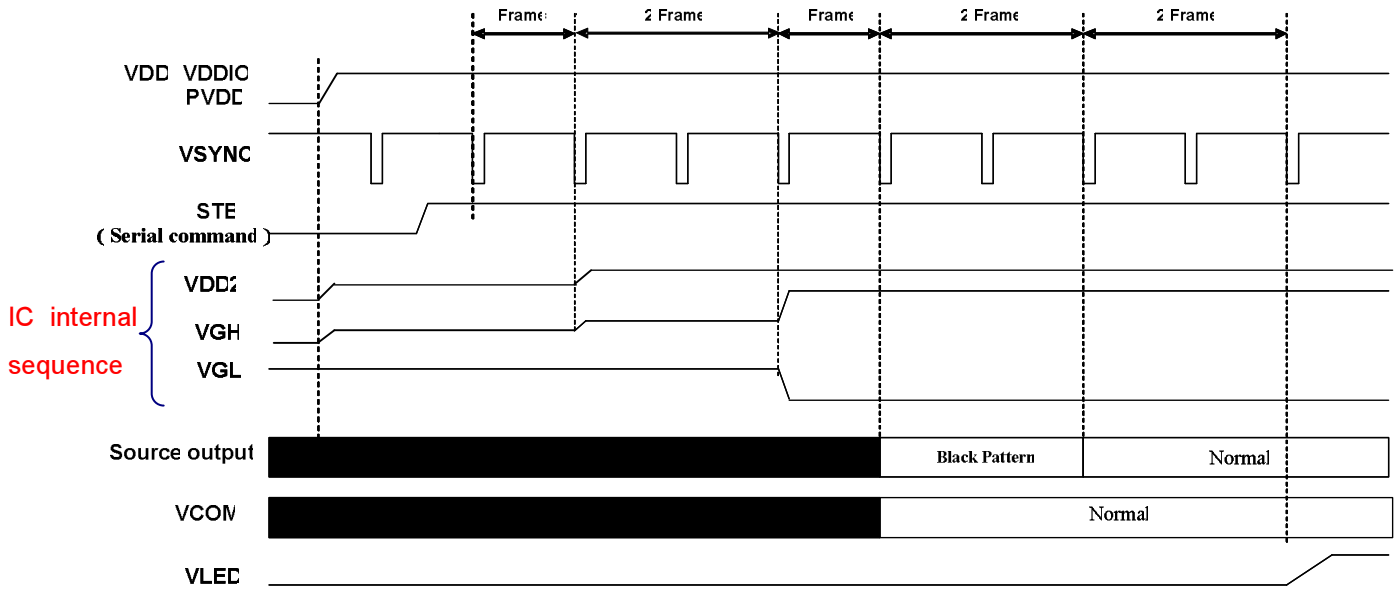 Frame 2 Frame Frame 2 Frame 2 Frame
VDD VDDIO
PVDD
VSYNC
STB
( Serial command )
VDD2
IC internal
VGH
sequence
VGL
Source output
Black Pattern
Normal
VCOM
Normal
VLED